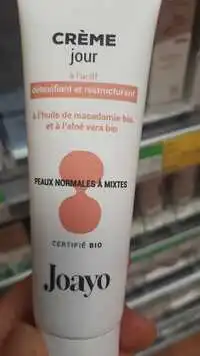 CRÈME
jour
à l'actif
détoxifiant et restructurant
à l'huile de macadamia bio
et à l'aloé vera bio
PEAUX NORMALES À MIXTES
CERTIFIÉ BIO
Joayo